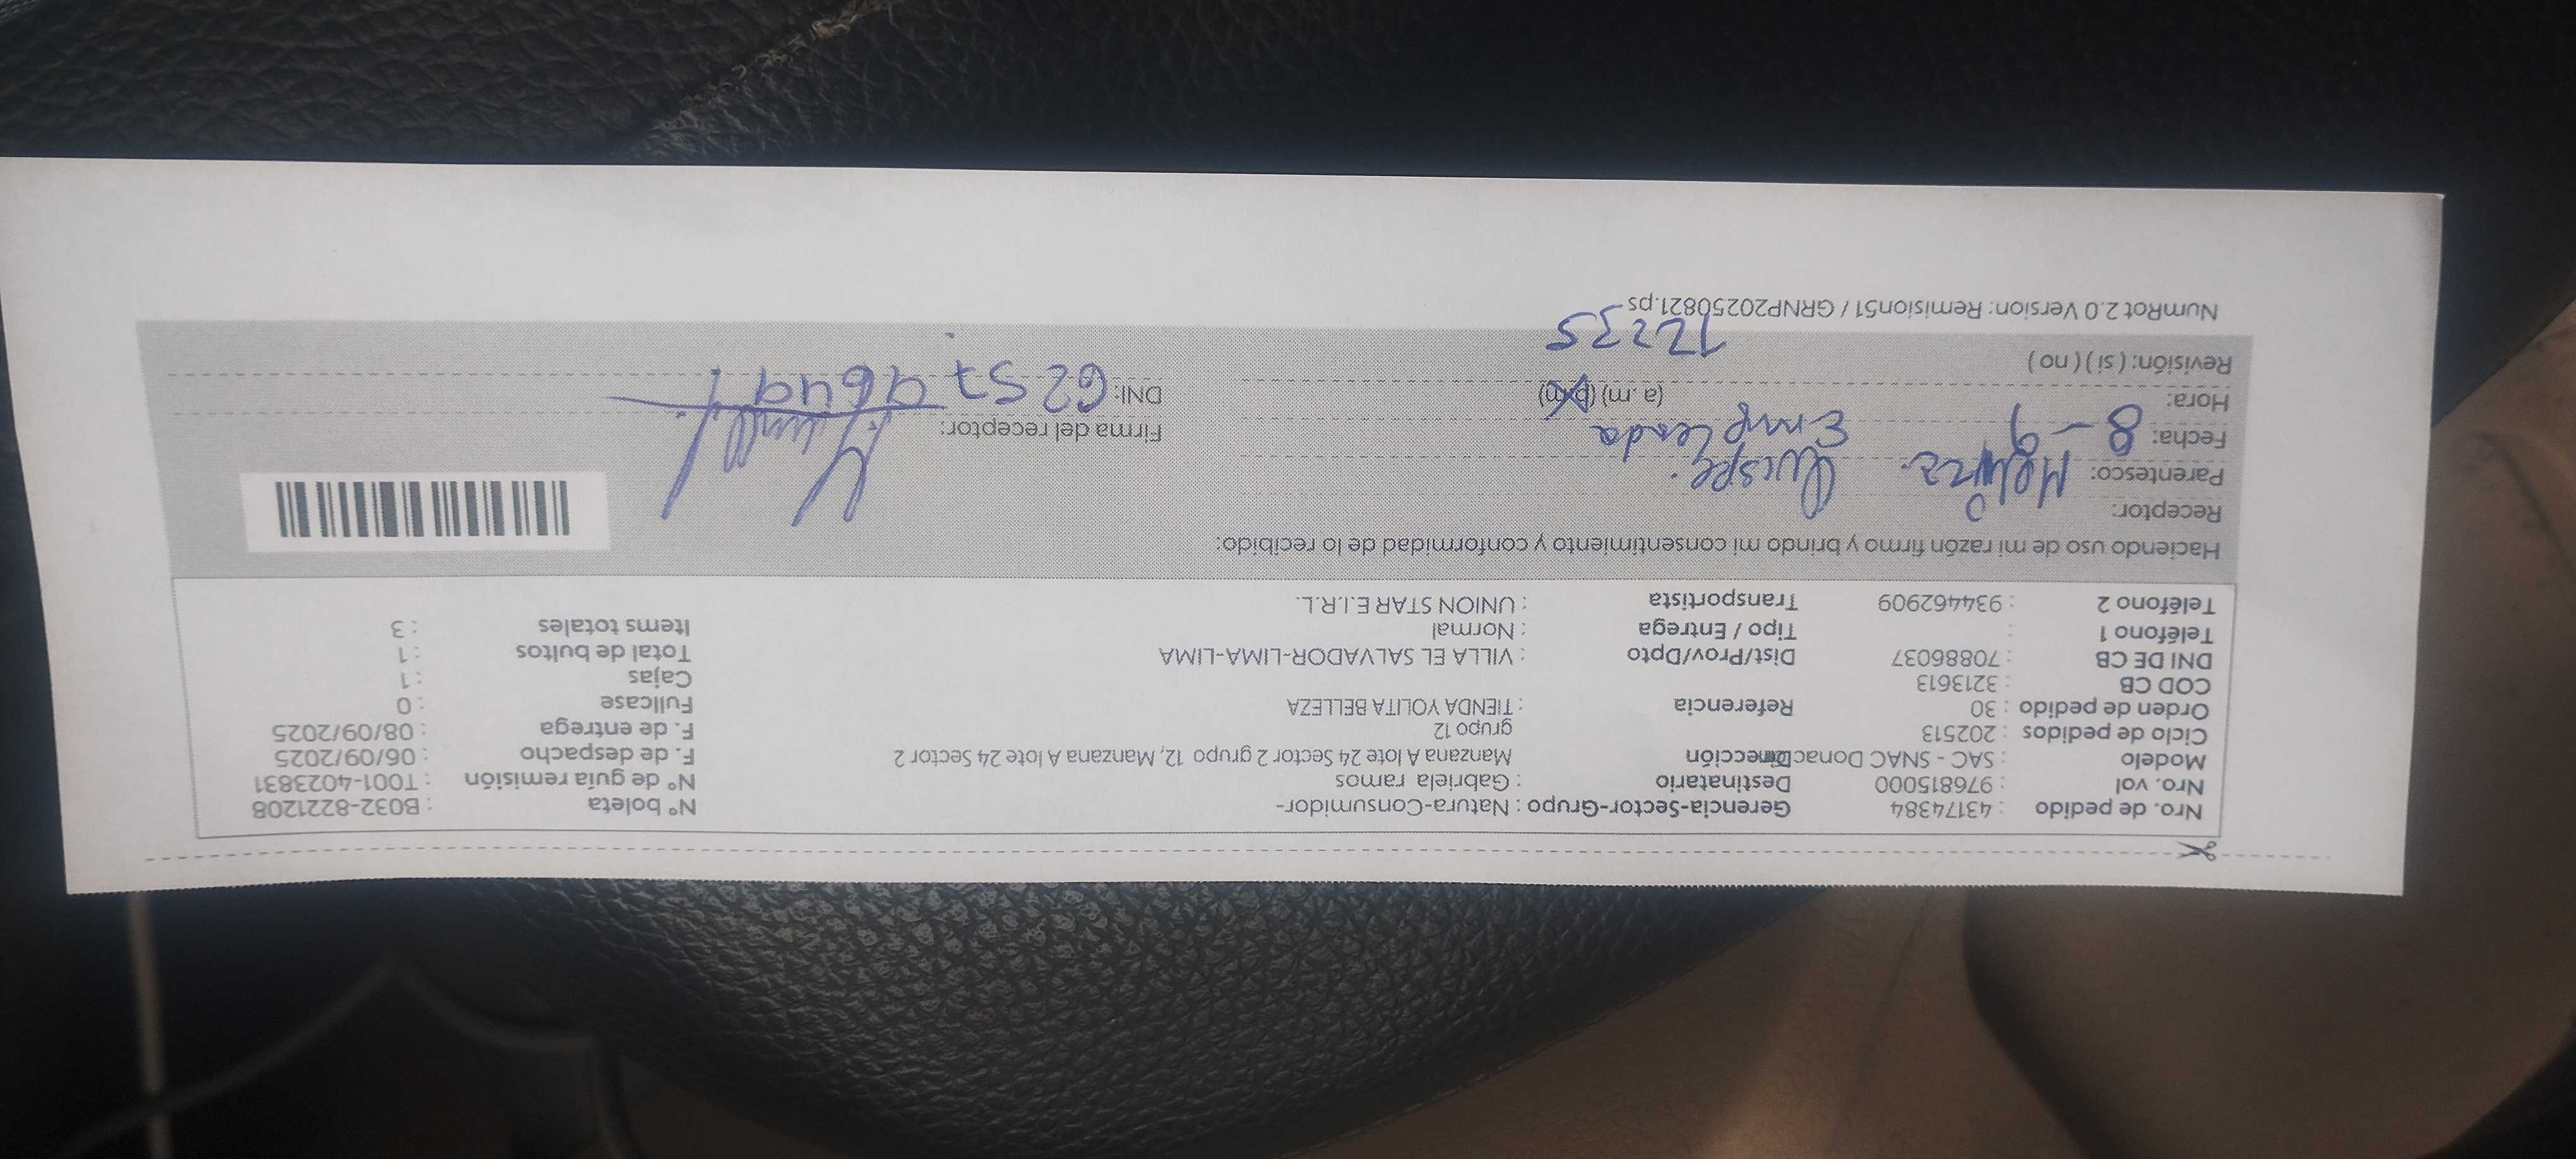 Nro. de pedido : 43174384 Gerencia-Sector-Grupo : Natura-Consumidor- N° boleta : B032-8221208
Nro. vol : 976815000 Destinatario : Gabriela ramos N° de guía remisión : T001-4023831
Modelo : SAC - SNAC Donac Dirección Manzana A lote 24 Sector 2 grupo 12, Manzana A lote 24 Sector 2 F. de despacho : 06/09/2025
Ciclo de pedidos : 202513 grupo 12 F. de entrega : 08/09/2025
Orden de pedido : 30 Referencia : TIENDA YOLITA BELLEZA Fullcase : 0
COD CB : 3213613 Cajas : 1
DNI DE CB : 70886037 Dist/Prov/Dpto : VILLA EL SALVADOR-LIMA-LIMA Total de bultos : 1
Teléfono 1 : Tipo / Entrega : Normal Items totales : 3
Teléfono 2 : 934462909 Transportista : UNION STAR E.I.R.L.
Haciendo uso de mi razón firmo y brindo mi consentimiento y conformidad de lo recibido:
Receptor:
Parentesco: Quispe
Fecha: 8-9 Empleada Firma del receptor:
Hora: (a. m) (p.m) DNI:
Revisión: ( si ) ( no ) 12235
NumRot 2.0 Version: Remision51 / GRNP20250821.ps